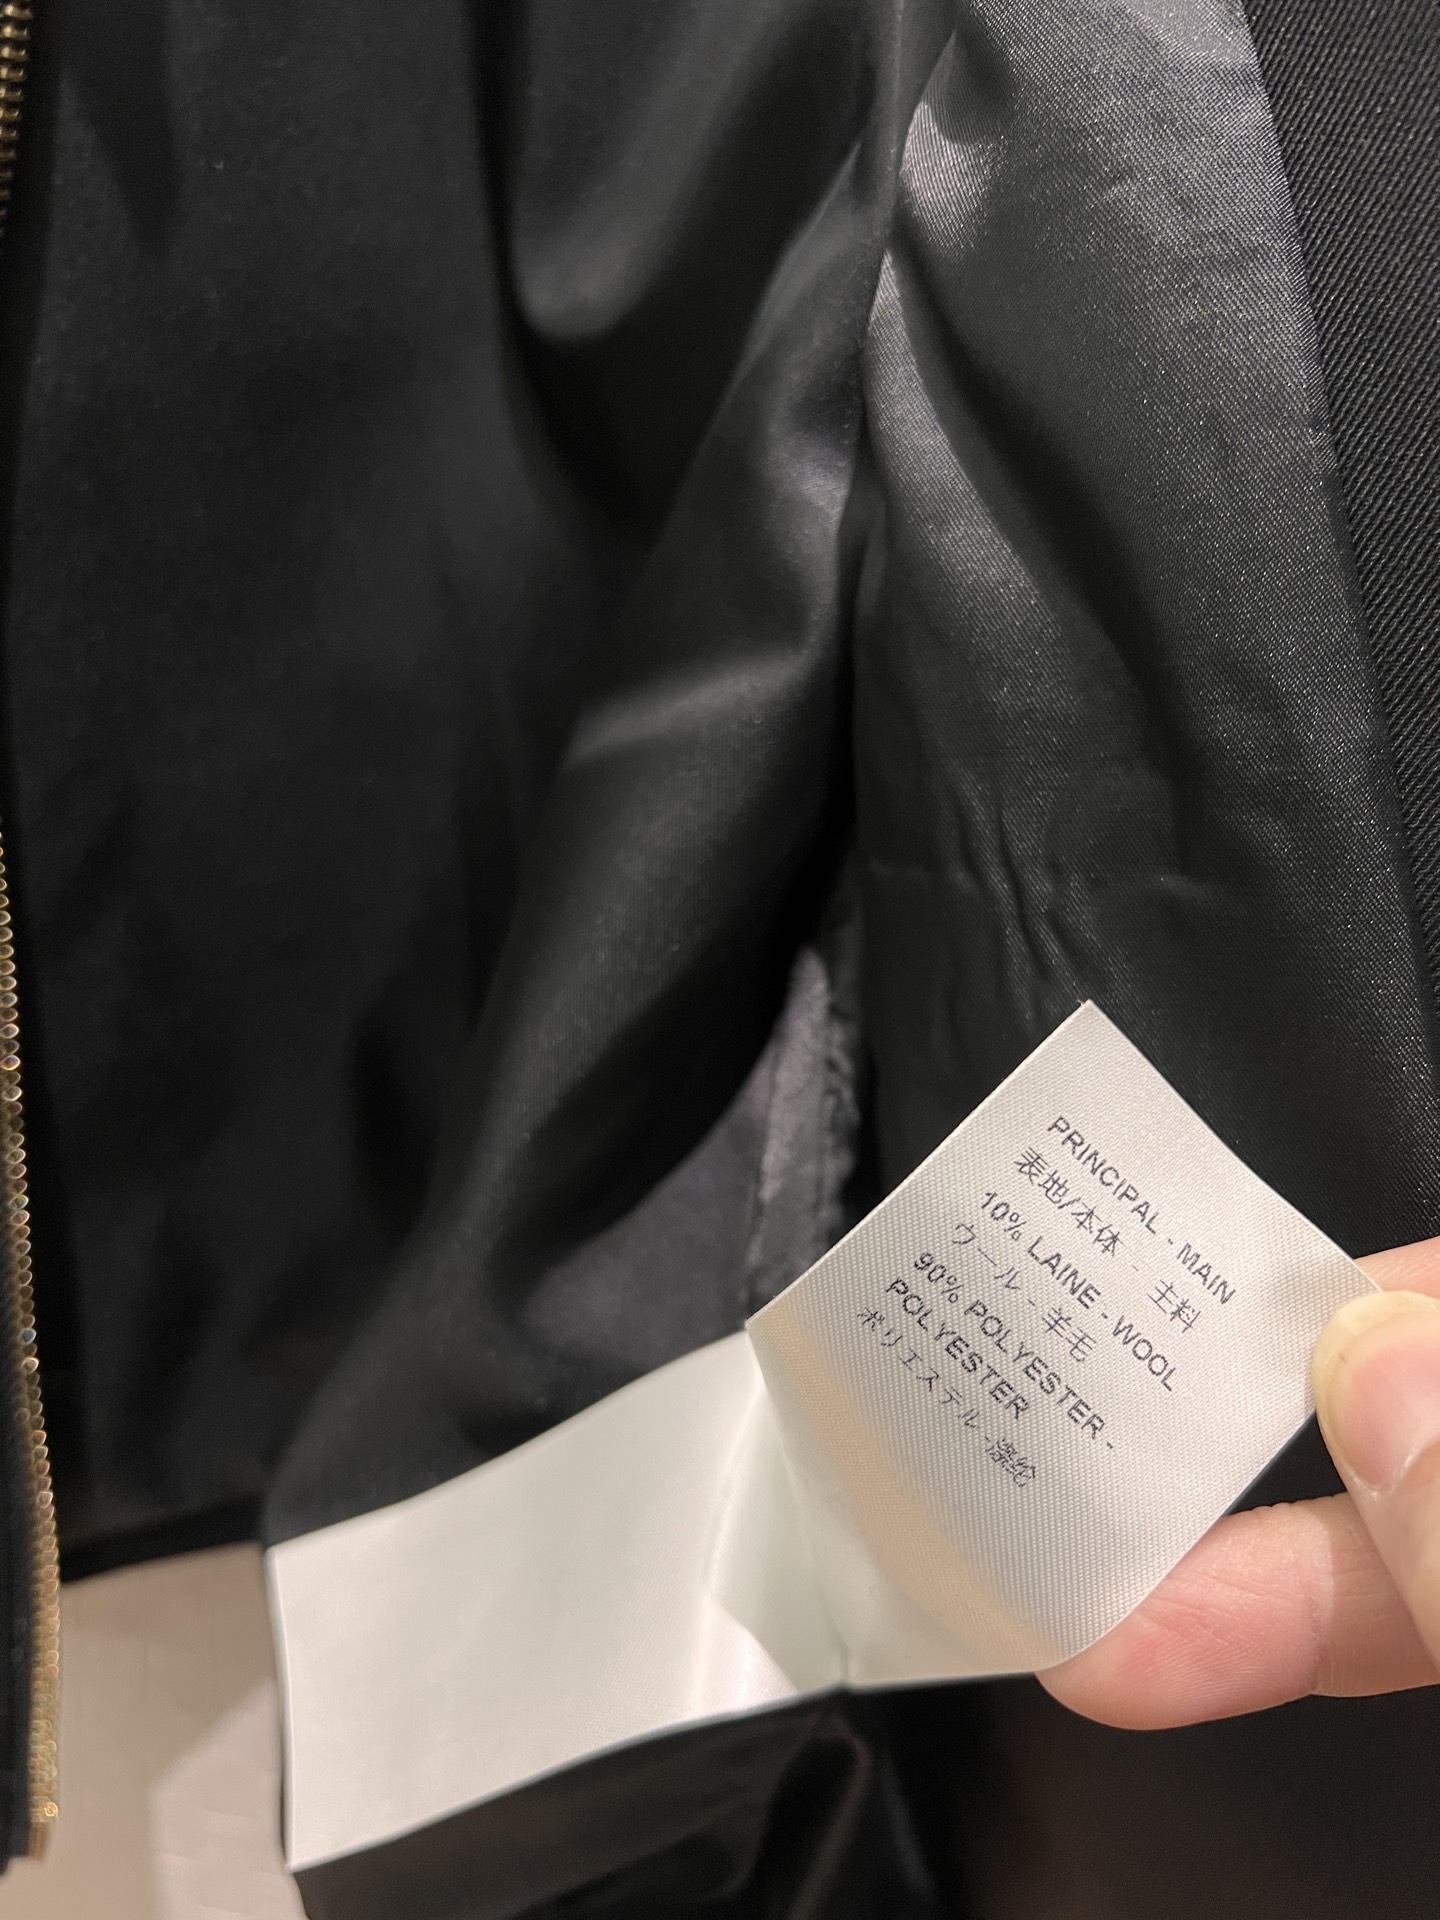 PRINCIPAL - MAIN
表地/本体 - 主料
10% LAINE - WOOL
ウール - 羊毛
90% POLYESTER -
POLYESTER
ポリエステル -涤纶